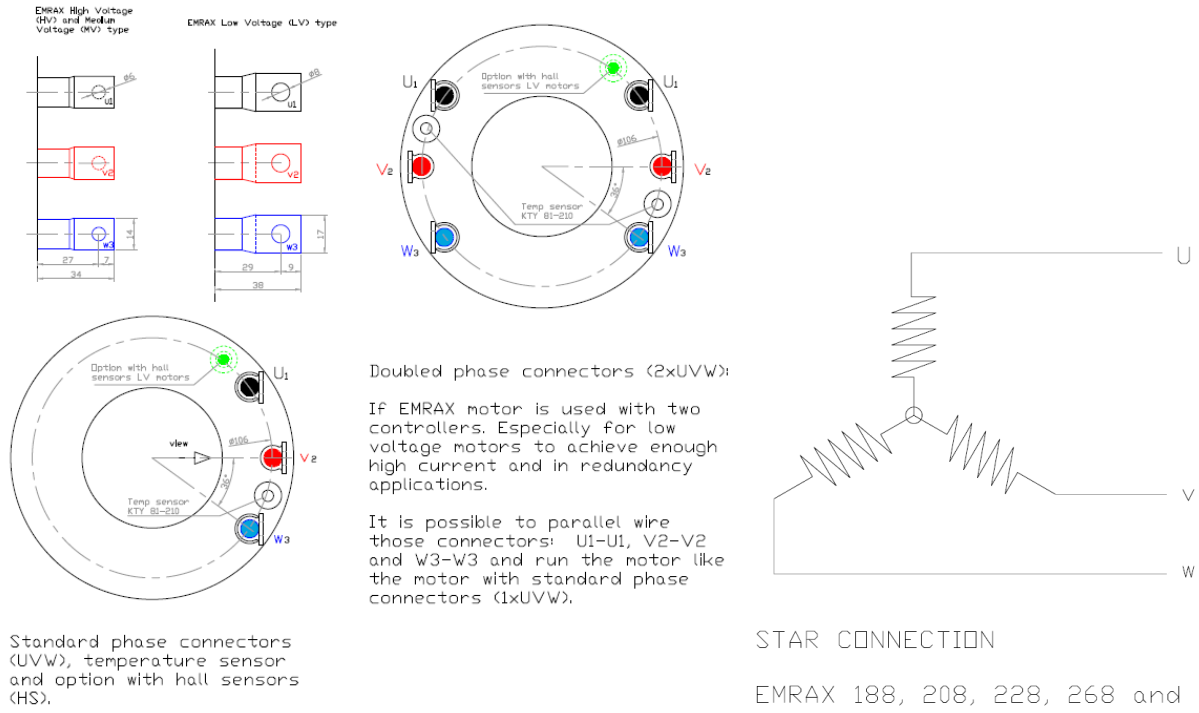 EMRAX High Voltage
(HV) and Medium
Voltage (MV) type
EMRAX Low Voltage (LV) type
ø6
u1
v2
w3
14
27
7
34
ø8
u1
v2
w3
17
29
9
38
Option with hall
sensors LV motors
U1
U1
ø106
V2
V2
36°
Temp sensor
KTY 81-210
W3
W3
Option with hall
sensors LV motors
U1
view
ø106
V2
36°
Temp sensor
KTY 81-210
W3
Standard phase connectors
(UVW), temperature sensor
and option with hall sensors
(HS).
Doubled phase connectors (2xUVW):
If EMRAX motor is used with two
controllers. Especially for low
voltage motors to achieve enough
high current and in redundancy
applications.
It is possible to parallel wire
those connectors: U1-U1, V2-V2
and W3-W3 and run the motor like
the motor with standard phase
connectors (1xUVW).
U
V
W
STAR CONNECTION
EMRAX 188, 208, 228, 268 and